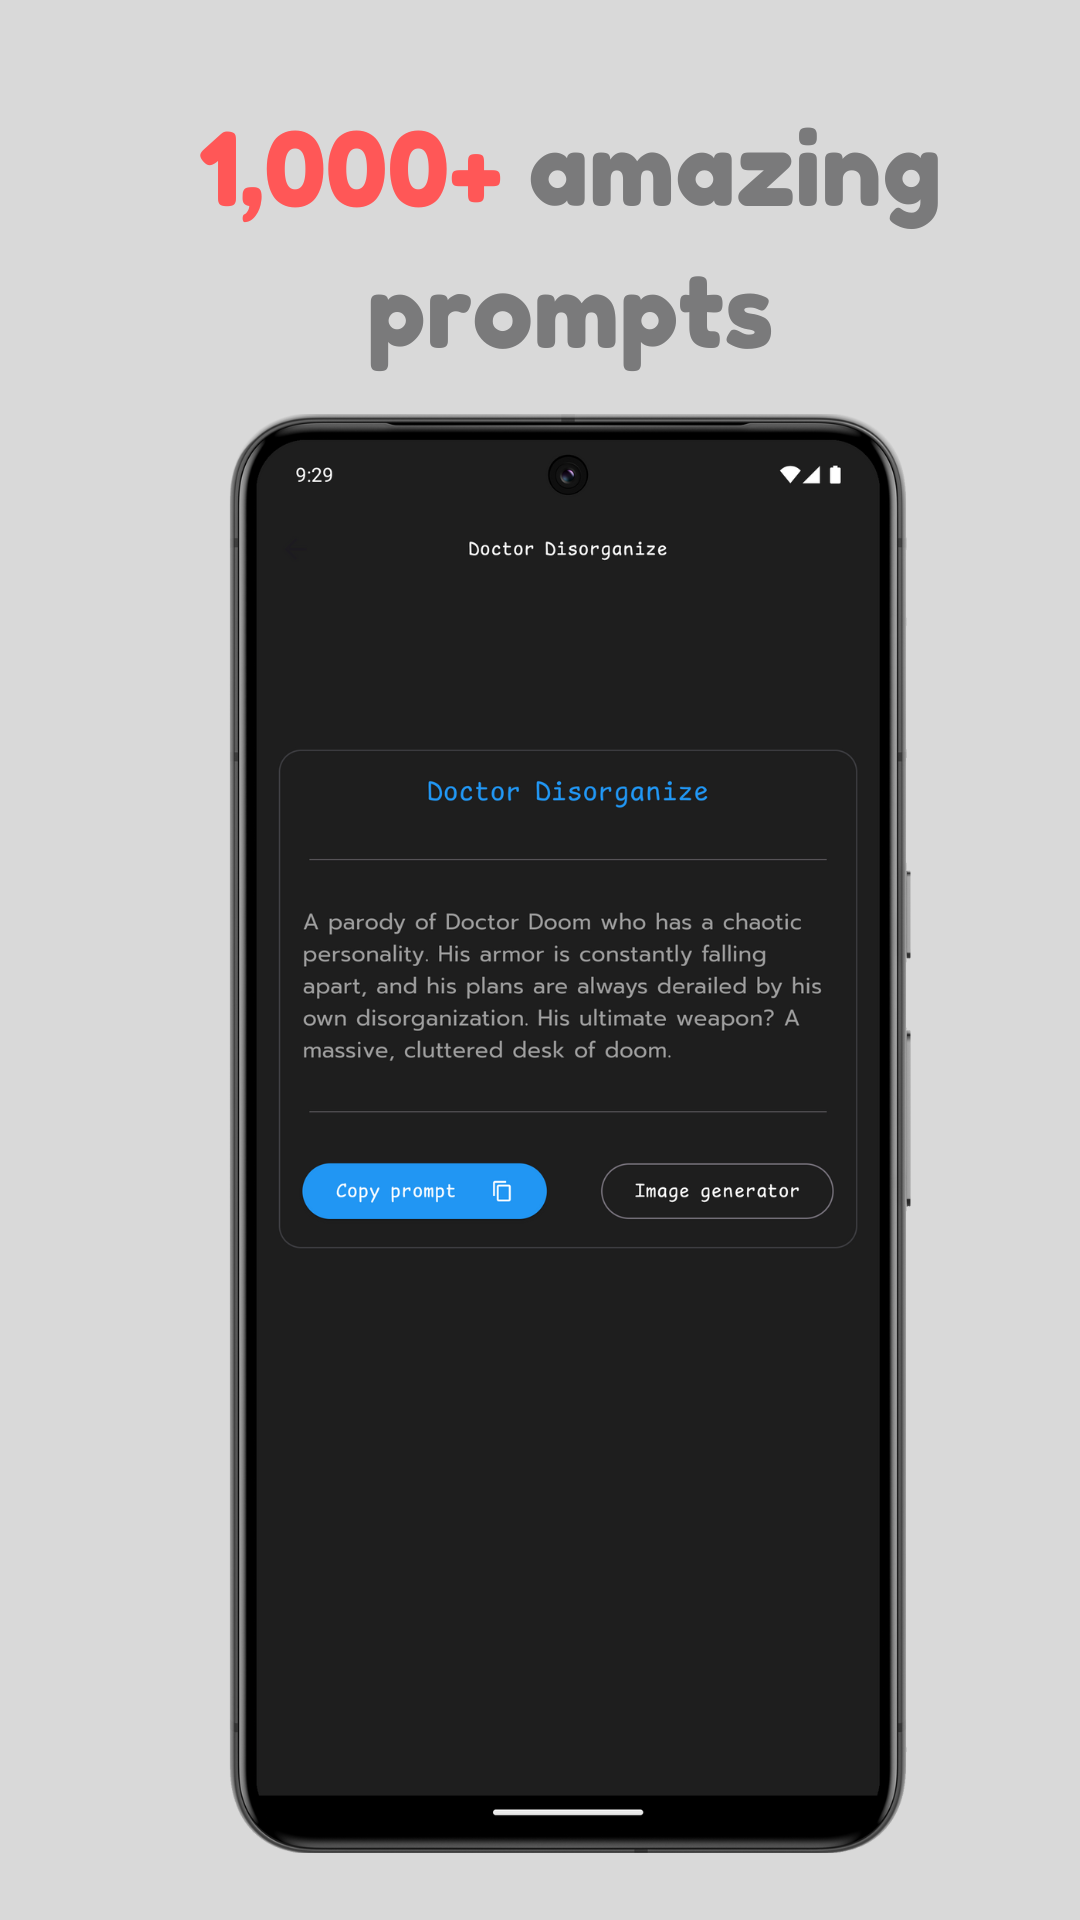 1,000+ amazing
prompts
9:29
Doctor Disorganize
Doctor Disorganize
A parody of Doctor Doom who has a chaotic
personality. His armor is constantly falling
apart, and his plans are always derailed by his
own disorganization. His ultimate weapon? A
massive, cluttered desk of doom.
Copy prompt
Image generator